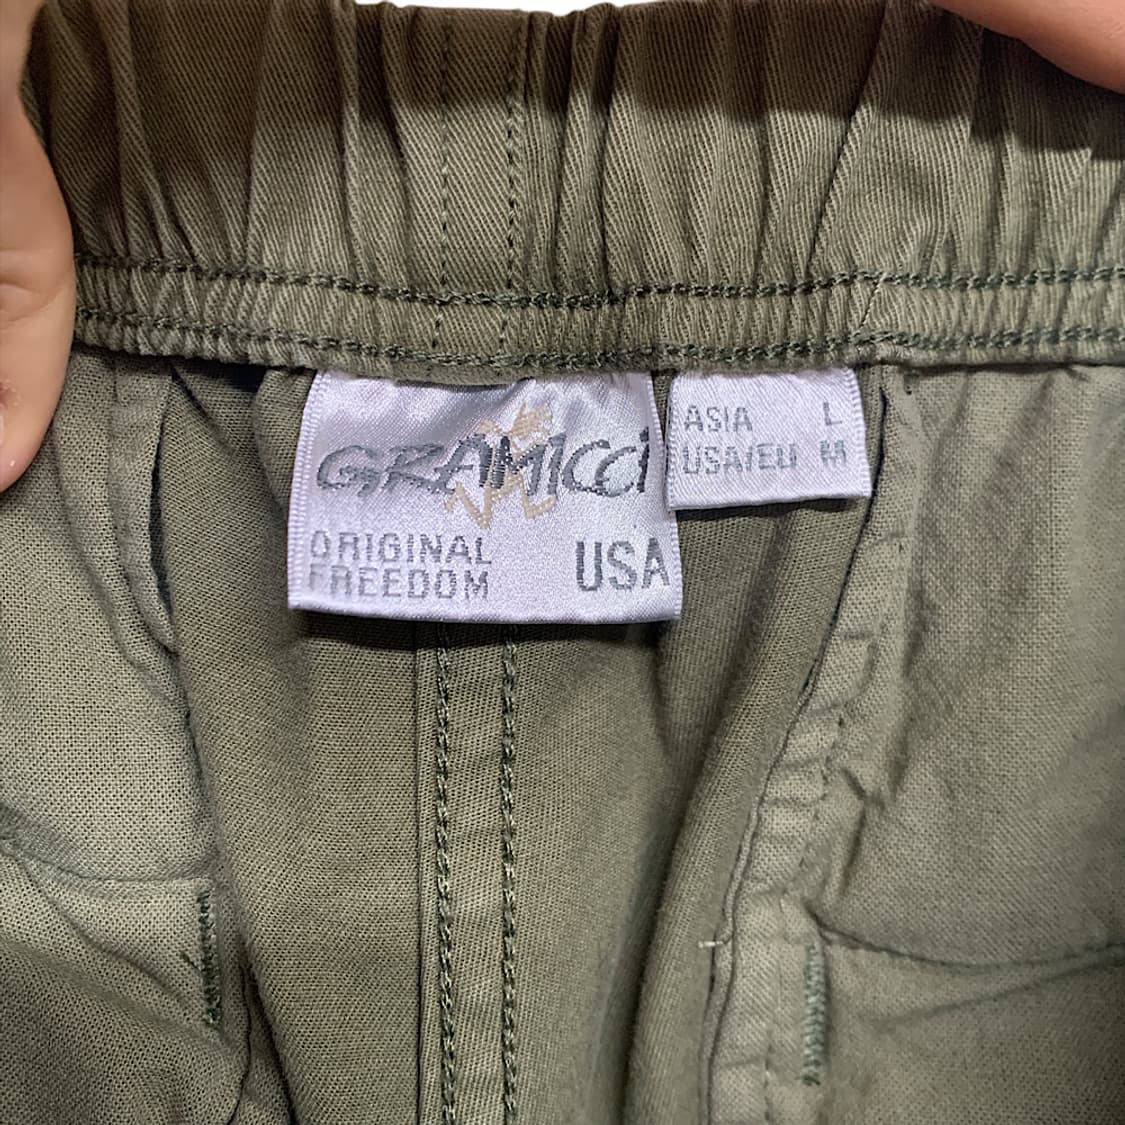 GRAMICCi
ORIGINAL
FREEDOM
USA
ASIA L
USA/EU M